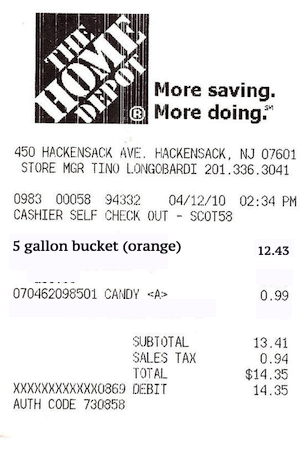 THE
HOME
DEPOT
®
More saving.
More doing.℠
450 HACKENSACK AVE. HACKENSACK, NJ 07601
STORE MGR TINO LONGOBARDI 201.336.3041
0983 00058 94332 04/12/10 02:34 PM
CASHIER SELF CHECK OUT - SCOT58
5 gallon bucket (orange) 12.43
070462098501 CANDY <A> 0.99
SUBTOTAL 13.41
SALES TAX 0.94
TOTAL $14.35
XXXXXXXXXXXX0869 DEBIT 14.35
AUTH CODE 730858